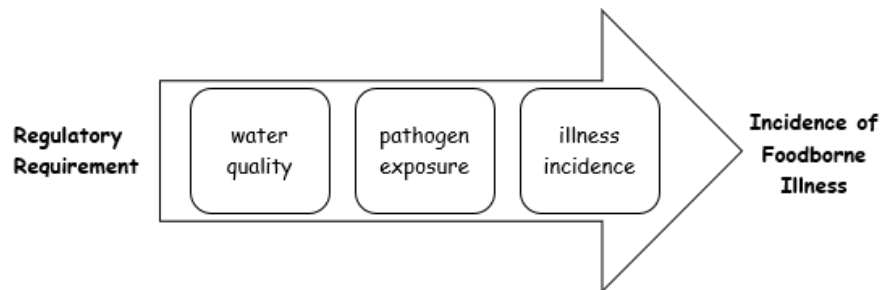 Regulatory
Requirement
water
quality
pathogen
exposure
illness
incidence
Incidence of
Foodborne
Illness